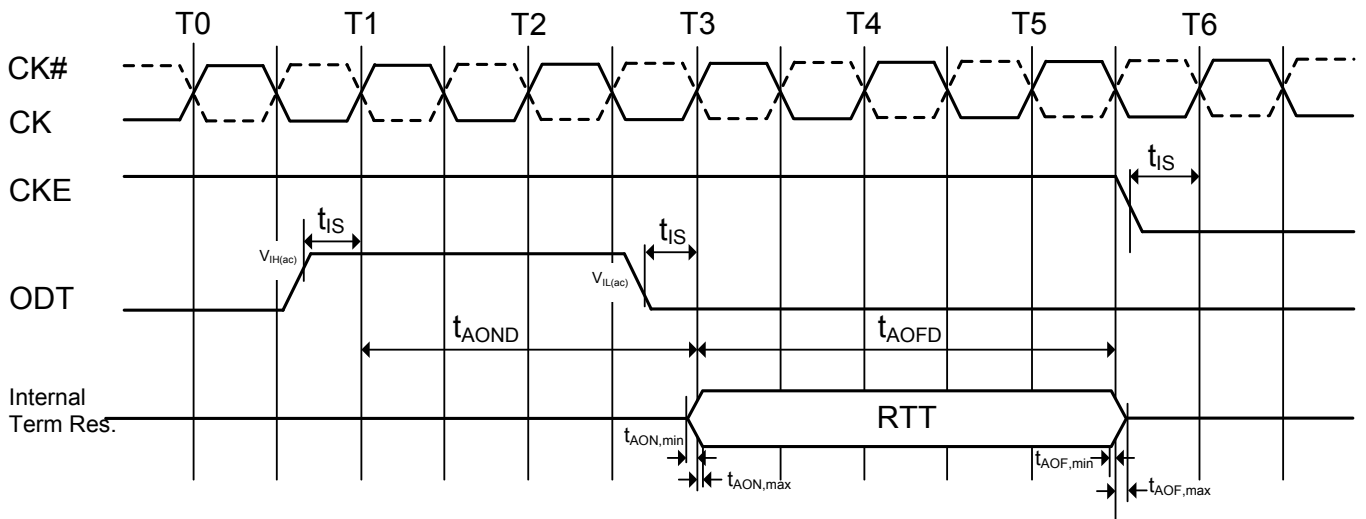 T0 T1 T2 T3 T4 T5 T6
CK#
CK
CKE
tIS
tIS
tIS
VIH(ac)
VIL(ac)
ODT
tAOND
tAOFD
Internal
Term Res.
RTT
tAON,min
tAOF,min
tAON,max
tAOF,max